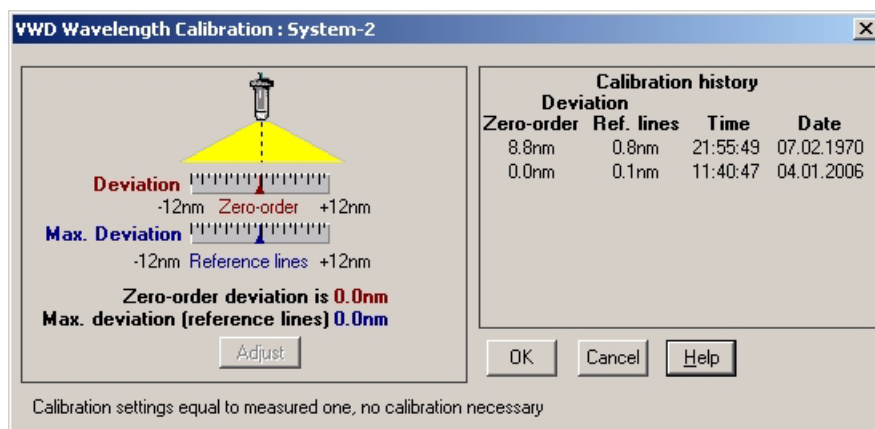 VWD Wavelength Calibration : System-2
Deviation
-12nm Zero-order +12nm
Max. Deviation
-12nm Reference lines +12nm
Zero-order deviation is 0.0nm
Max. deviation (reference lines) 0.0nm
Adjust
Calibration history
Deviation
Zero-order Ref. lines Time Date
8.8nm 0.8nm 21:55:49 07.02.1970
0.0nm 0.1nm 11:40:47 04.01.2006
OK Cancel Help
Calibration settings equal to measured one, no calibration necessary